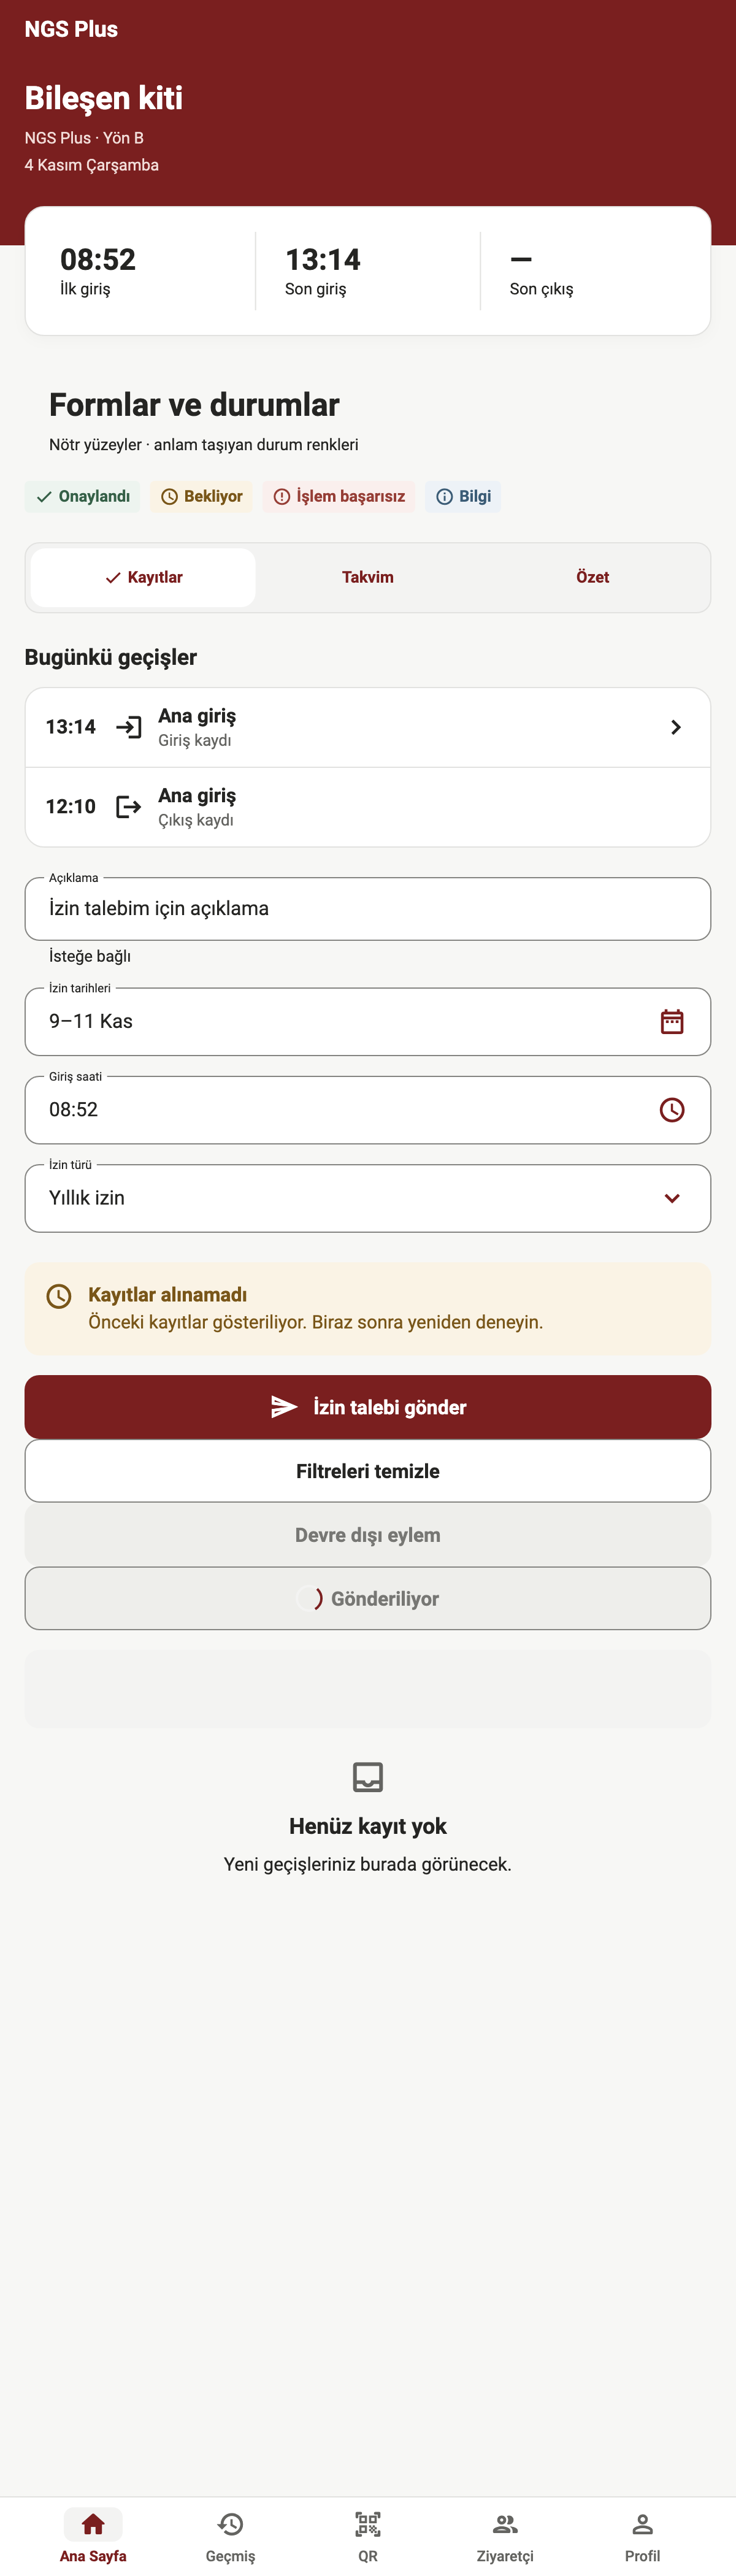 NGS Plus
Bileşen kiti
NGS Plus · Yön B
4 Kasım Çarşamba
08:52
İlk giriş
13:14
Son giriş
—
Son çıkış
Formlar ve durumlar
Nötr yüzeyler · anlam taşıyan durum renkleri
Onaylandı
Bekliyor
İşlem başarısız
Bilgi
Kayıtlar
Takvim
Özet
Bugünkü geçişler
13:14
Ana giriş
Giriş kaydı
12:10
Ana giriş
Çıkış kaydı
Açıklama
İzin talebim için açıklama
İsteğe bağlı
İzin tarihleri
9–11 Kas
Giriş saati
08:52
İzin türü
Yıllık izin
Kayıtlar alınamadı
Önceki kayıtlar gösteriliyor. Biraz sonra yeniden deneyin.
İzin talebi gönder
Filtreleri temizle
Devre dışı eylem
Gönderiliyor
Henüz kayıt yok
Yeni geçişleriniz burada görünecek.
Ana Sayfa
Geçmiş
QR
Ziyaretçi
Profil